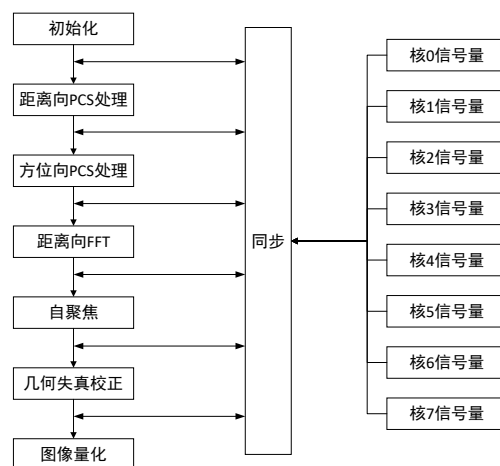 初始化
距离向PCS处理
方位向PCS处理
距离向FFT
自聚焦
几何失真校正
图像量化
同步
核0信号量
核1信号量
核2信号量
核3信号量
核4信号量
核5信号量
核6信号量
核7信号量